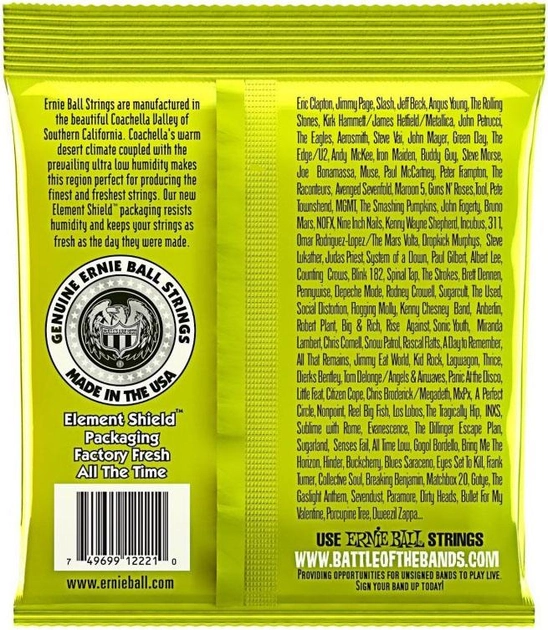 Ernie Ball Strings are manufactured in
the beautiful Coachella Valley of
Southern California. Coachella's warm
desert climate coupled with the
prevailing ultra low humidity makes
this region perfect for producing the
finest and freshest strings. Our new
Element Shield™ packaging resists
humidity and keeps your strings as
fresh as the day they were made.
GENUINE ERNIE BALL STRINGS
MADE IN THE USA
Element Shield™
Packaging
Factory Fresh
All The Time
7 49699 12221 0
www.ernieball.com
Eric Clapton, Jimmy Page, Slash, Jeff Beck, Angus Young, The Rolling
Stones, Kirk Hammett/James Hetfield/Metallica, John Petrucci,
The Eagles, Aerosmith, Steve Vai, John Mayer, Green Day, The
Edge/U2, Andy McKee, Iron Maiden, Buddy Guy, Steve Morse,
Joe Bonamassa, Muse, Paul McCartney, Peter Frampton, The
Raconteurs, Avenged Sevenfold, Maroon 5, Guns N' Roses, Tool, Pete
Townshend, MGMT, The Smashing Pumpkins, John Fogerty, Bruno
Mars, NOFX, Nine Inch Nails, Kenny Wayne Shepherd, Incubus, 311,
Omar Rodriguez-Lopez/The Mars Volta, Dropkick Murphys, Steve
Lukather, Judas Priest, System of a Down, Paul Gilbert, Albert Lee,
Counting Crows, Blink 182, Spinal Tap, The Strokes, Brett Dennen,
Pennywise, Depeche Mode, Rodney Crowell, Sugarcult, The Used,
Social Distortion, Flogging Molly, Kenny Chesney Band, Anberlin,
Robert Plant, Big & Rich, Rise Against, Sonic Youth, Miranda
Lambert, Chris Cornell, Snow Patrol, Rascal Flatts, A Day to Remember,
All That Remains, Jimmy Eat World, Kid Rock, Lagwagon, Thrice,
Dierks Bentley, Tom Delonge/Angels & Airwaves, Panic At the Disco,
Little Feat, Citizen Cope, Chris Broderick/Megadeth, MxPx, A Perfect
Circle, Nonpoint, Reel Big Fish, Los Lobos, The Tragically Hip, INXS,
Sublime with Rome, Evanescence, The Dillinger Escape Plan,
Sugarland, Senses Fail, All Time Low, Gogol Bordello, Bring Me The
Horizon, Hinder, Buckcherry, Blues Saraceno, Eyes Set To Kill, Frank
Turner, Collective Soul, Breaking Benjamin, Matchbox 20, Gotye, The
Gaslight Anthem, Sevendust, Paramore, Dirty Heads, Bullet For My
Valentine, Porcupine Tree, Dweezil Zappa...
USE ERNIE BALL STRINGS
WWW.BATTLEOFTHEBANDS.COM
PROVIDING OPPORTUNITIES FOR UNSIGNED BANDS TO PLAY LIVE.
SIGN YOUR BAND UP TODAY!